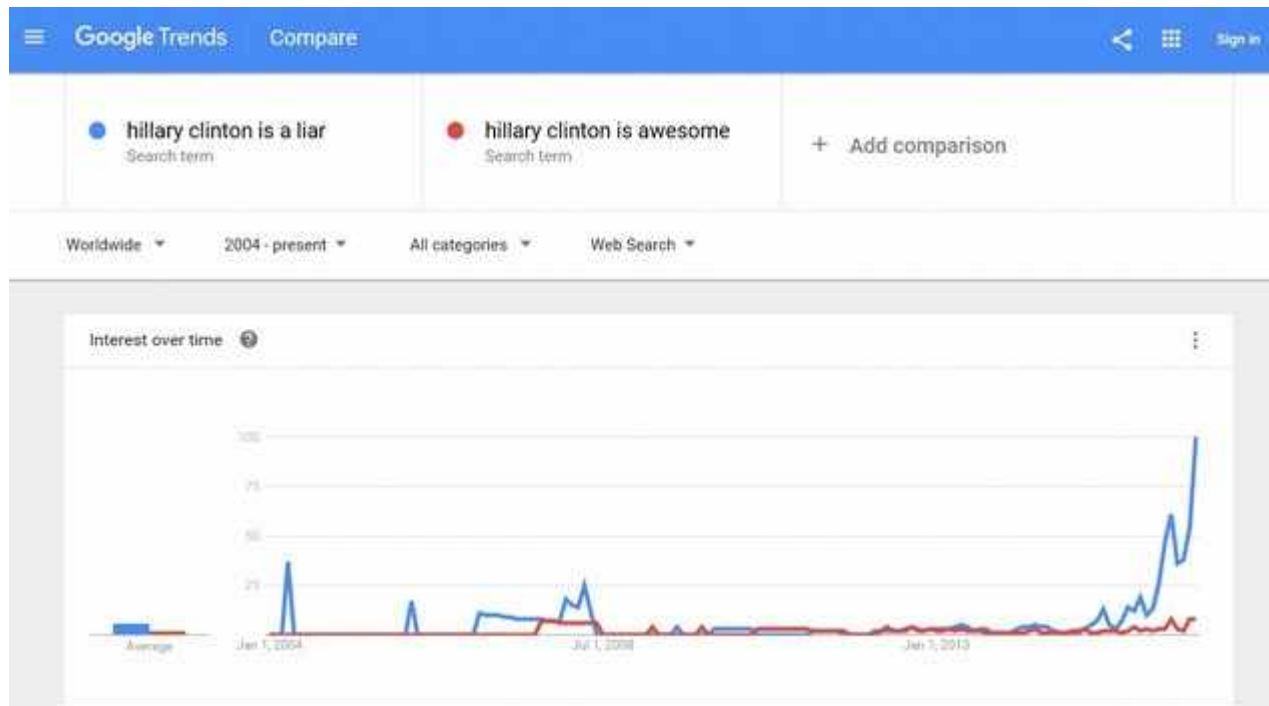 Google Trends Compare Sign in
hillary clinton is a liar
Search term
hillary clinton is awesome
Search term
+ Add comparison
Worldwide 2004 - present All categories Web Search
Interest over time ?
100
75
50
25
Average Jan 1, 2004 Jul 1, 2008 Jan 1, 2013